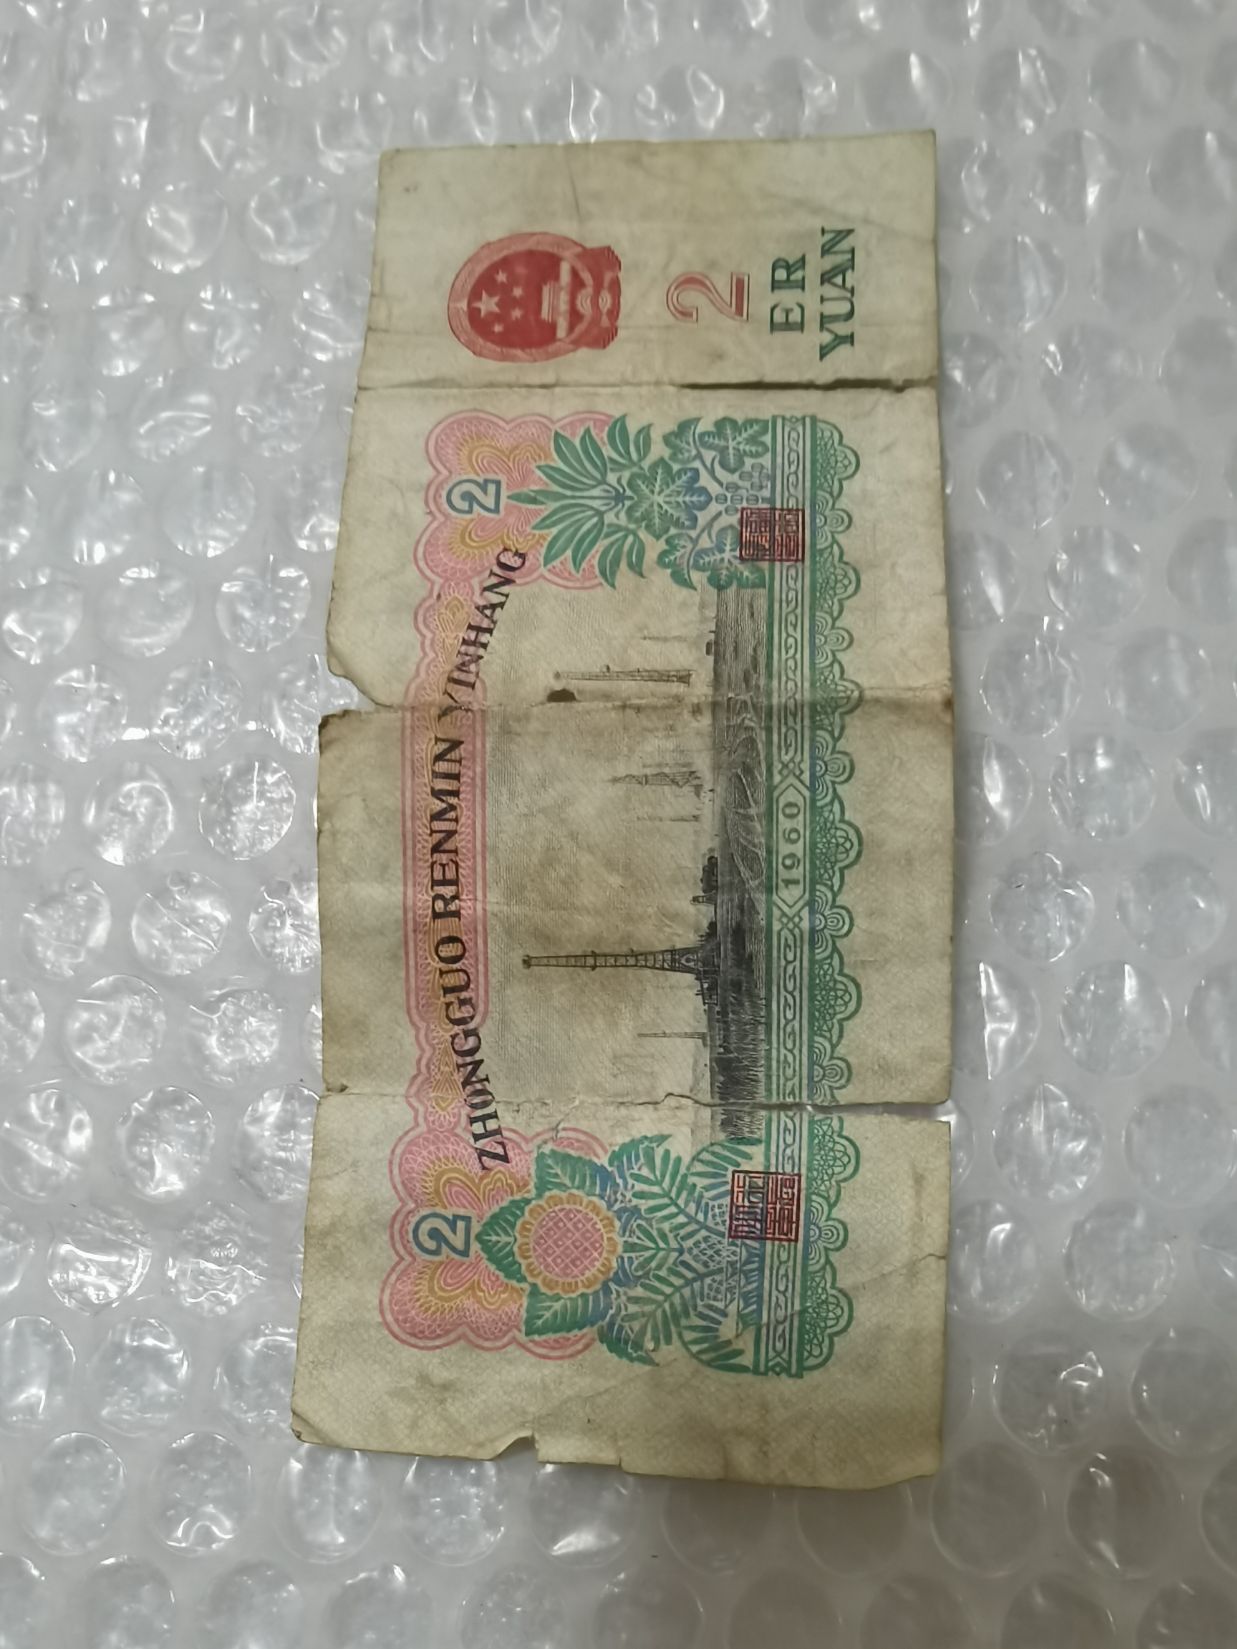 ZHONGGUO RENMIN YINHANG
2
2
2
ER
YUAN
1960